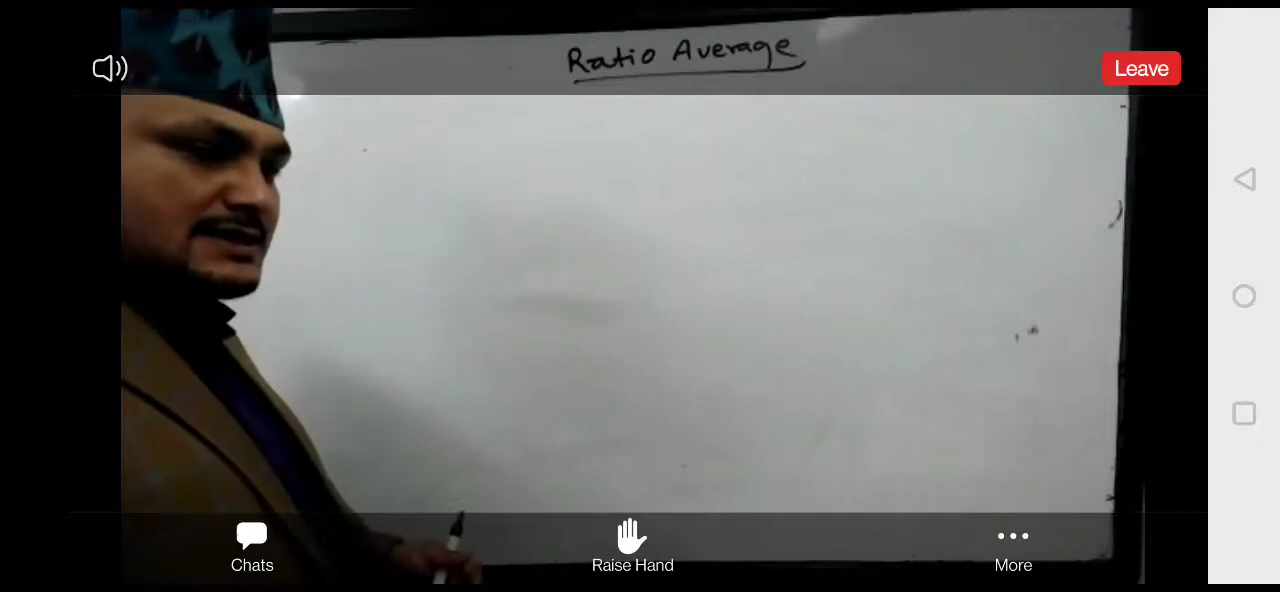 Ratio Average
Leave
Chats
Raise Hand
More